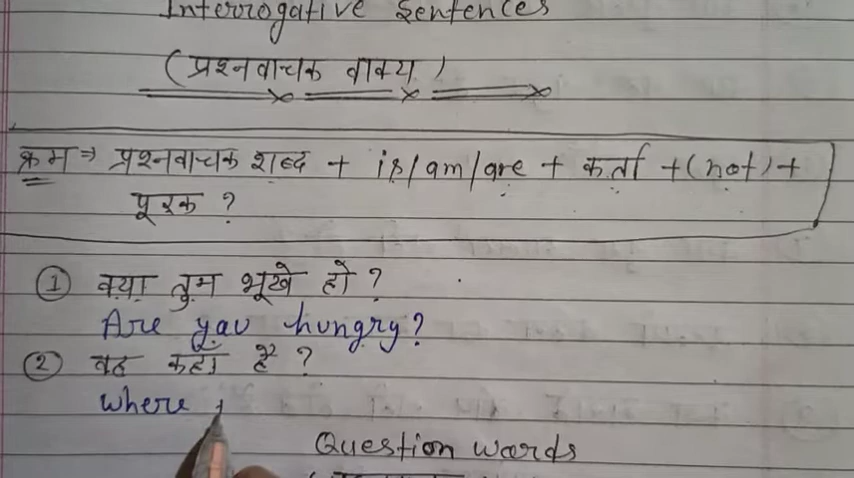 Interrogative Sentences
(प्रश्नवाचक वाक्य)
क्रम ⇒ प्रश्नवाचक शब्द + is/am/are + कर्ता + (not) +
पूरक ?
① क्या तुम भूखे हो ?
Are you hungry?
② वह कहाँ है ?
Where
Question words